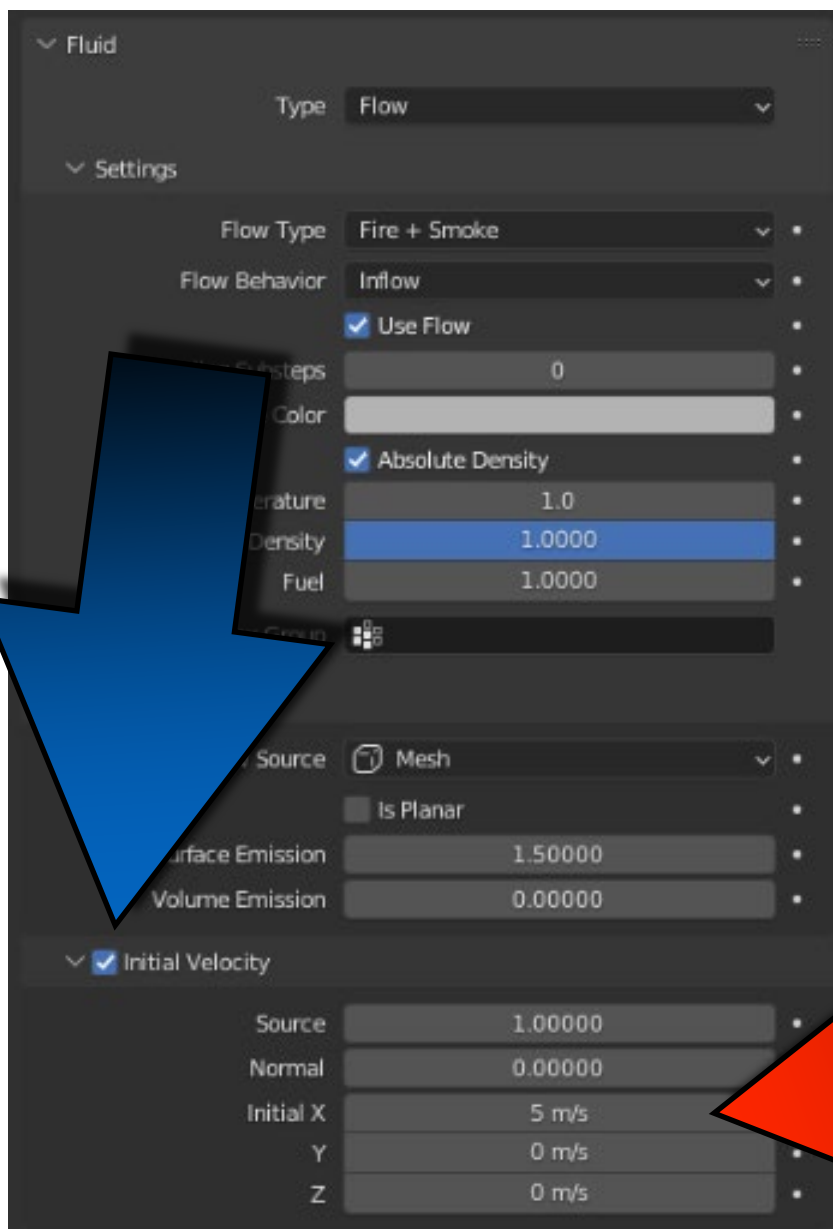 Fluid
Type Flow
Settings
Flow Type Fire + Smoke
Flow Behavior Inflow
Use Flow
0
Color
Absolute Density
1.0
Density 1.0000
Fuel 1.0000
Group
Source Mesh
Is Planar
Emission 1.50000
Volume Emission 0.00000
Initial Velocity
Source 1.00000
Normal 0.00000
Initial X 5 m/s
Y 0 m/s
Z 0 m/s